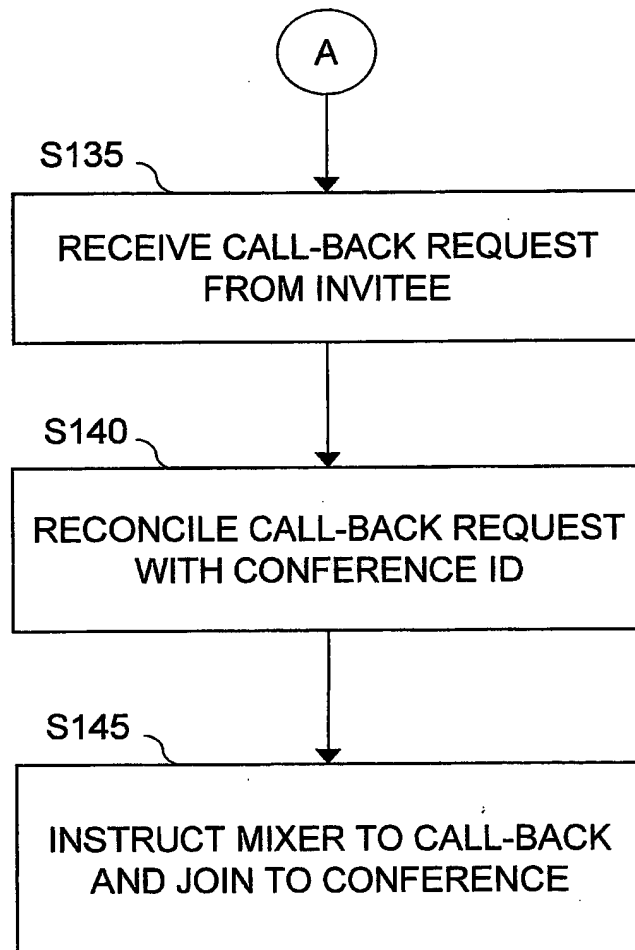 A
S135
RECEIVE CALL-BACK REQUEST
FROM INVITEE
S140
RECONCILE CALL-BACK REQUEST
WITH CONFERENCE ID
S145
INSTRUCT MIXER TO CALL-BACK
AND JOIN TO CONFERENCE